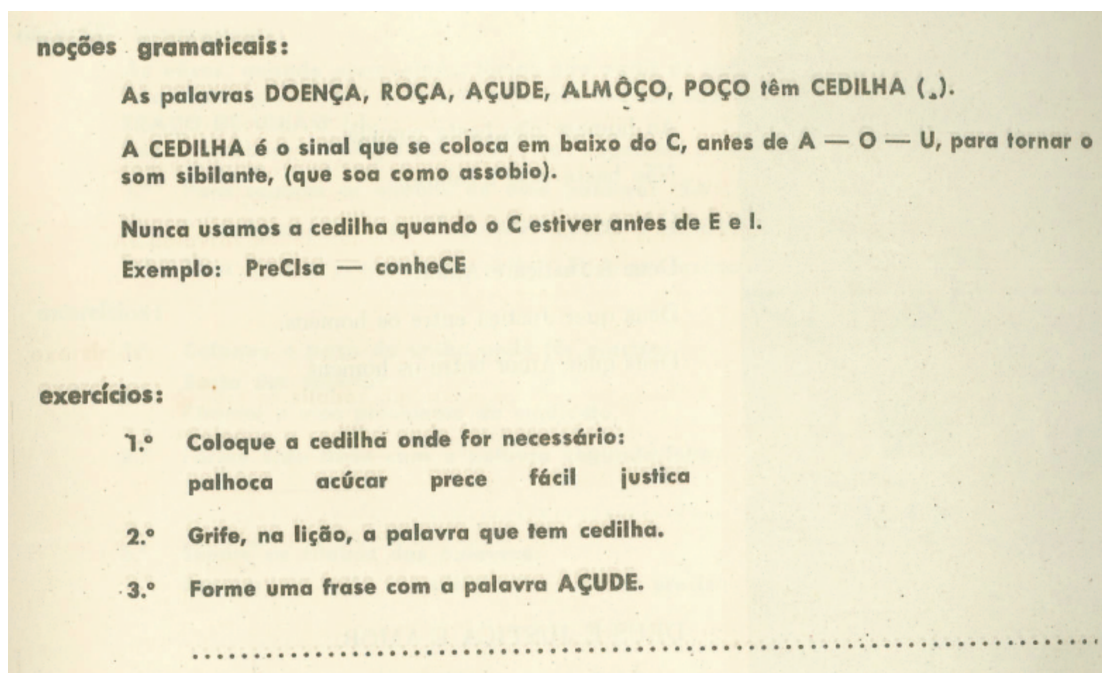 noções gramaticais:
As palavras DOENÇA, ROÇA, AÇUDE, ALMÔÇO, POÇO têm CEDILHA (¸).
A CEDILHA é o sinal que se coloca em baixo do C, antes de A — O — U, para tornar o
som sibilante, (que soa como assobio).
Nunca usamos a cedilha quando o C estiver antes de E e I.
Exemplo: PreCIsa — conheCE
exercícios:
1.º Coloque a cedilha onde for necessário:
palhoca acúcar prece fácil justica
2.º Grife, na lição, a palavra que tem cedilha.
3.º Forme uma frase com a palavra AÇUDE.